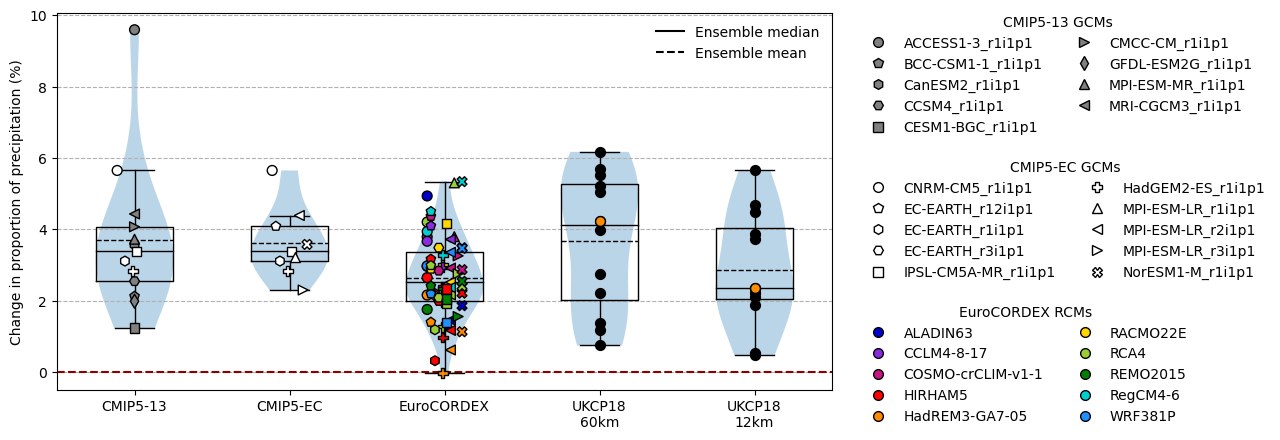 Change in proportion of precipitation (%)
10
8
6
4
2
0
CMIP5-13
CMIP5-EC
EuroCORDEX
UKCP18
60km
UKCP18
12km
Ensemble median
Ensemble mean
CMIP5-13 GCMs
ACCESS1-3_r1i1p1
BCC-CSM1-1_r1i1p1
CanESM2_r1i1p1
CCSM4_r1i1p1
CESM1-BGC_r1i1p1
CMCC-CM_r1i1p1
GFDL-ESM2G_r1i1p1
MPI-ESM-MR_r1i1p1
MRI-CGCM3_r1i1p1
CMIP5-EC GCMs
CNRM-CM5_r1i1p1
EC-EARTH_r12i1p1
EC-EARTH_r1i1p1
EC-EARTH_r3i1p1
IPSL-CM5A-MR_r1i1p1
HadGEM2-ES_r1i1p1
MPI-ESM-LR_r1i1p1
MPI-ESM-LR_r2i1p1
MPI-ESM-LR_r3i1p1
NorESM1-M_r1i1p1
EuroCORDEX RCMs
ALADIN63
CCLM4-8-17
COSMO-crCLIM-v1-1
HIRHAM5
HadREM3-GA7-05
RACMO22E
RCA4
REMO2015
RegCM4-6
WRF381P